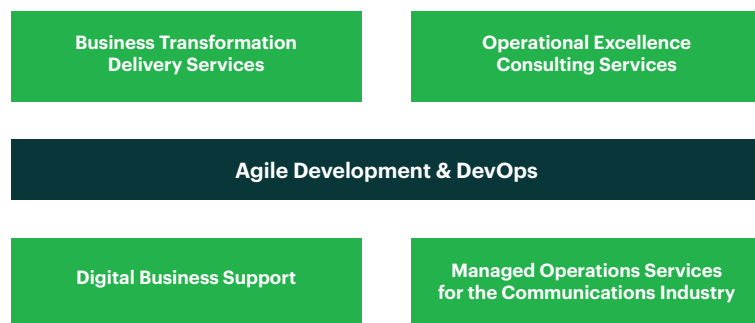 Business Transformation
Delivery Services
Operational Excellence
Consulting Services
Agile Development & DevOps
Digital Business Support
Managed Operations Services
for the Communications Industry